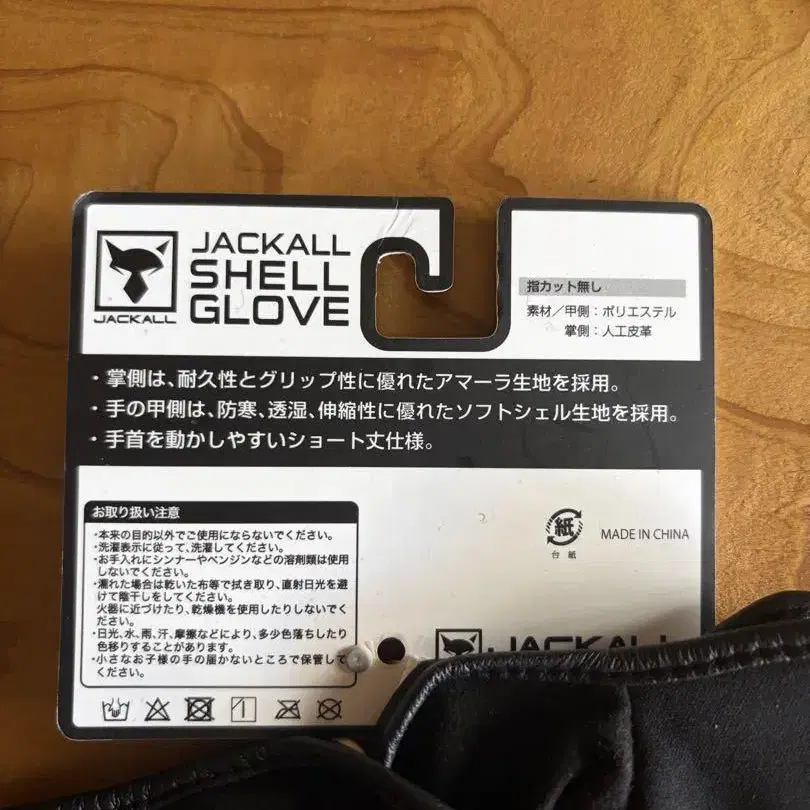 JACKALL
JACKALL
SHELL
GLOVE
指カット無し
素材／甲側：ポリエステル
掌側：人工皮革
・掌側は、耐久性とグリップ性に優れたアマーラ生地を採用。
・手の甲側は、防寒、透湿、伸縮性に優れたソフトシェル生地を採用。
・手首を動かしやすいショート丈仕様。
お取り扱い注意
・本来の目的以外でご使用にならないでください。
・洗濯表示に従って、洗濯してください。
・お手入れにシンナーやベンジンなどの溶剤類は使用
しないでください。
・濡れた場合は乾いた布等で拭き取り、直射日光を避
けて陰干しをしてください。
火器に近づけたり、乾燥機を使用したりしないでく
ださい。
・日光、水、雨、汗、摩擦などにより、多少色落ちしたり
色移りすることがあります。
・小さなお子様の手の届かないところで保管して
ください。
紙
台紙
MADE IN CHINA
JACKALL